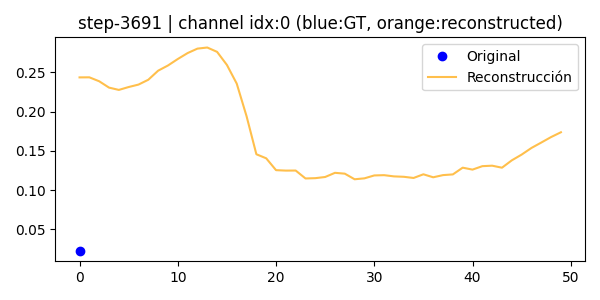 step-3691 | channel idx:0 (blue:GT, orange:reconstructed)
Original
Reconstrucción
0.25
0.20
0.15
0.10
0.05
0 10 20 30 40 50